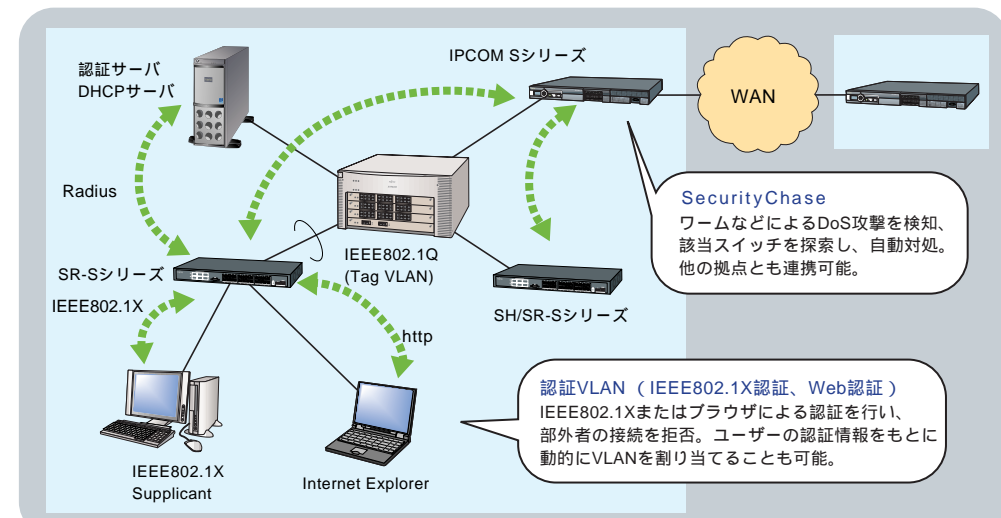 認証サーバ
DHCPサーバ
IPCOM Sシリーズ
WAN
Radius
SecurityChase
ワームなどによるDoS攻撃を検知、
該当スイッチを探索し、自動対処。
他の拠点とも連携可能。
IEEE802.1Q
(Tag VLAN)
SR-Sシリーズ
IEEE802.1X
SH/SR-Sシリーズ
http
認証VLAN （IEEE802.1X認証、Web認証）
IEEE802.1Xまたはブラウザによる認証を行い、
部外者の接続を拒否。ユーザーの認証情報をもとに
動的にVLANを割り当てることも可能。
IEEE802.1X
Supplicant
Internet Explorer